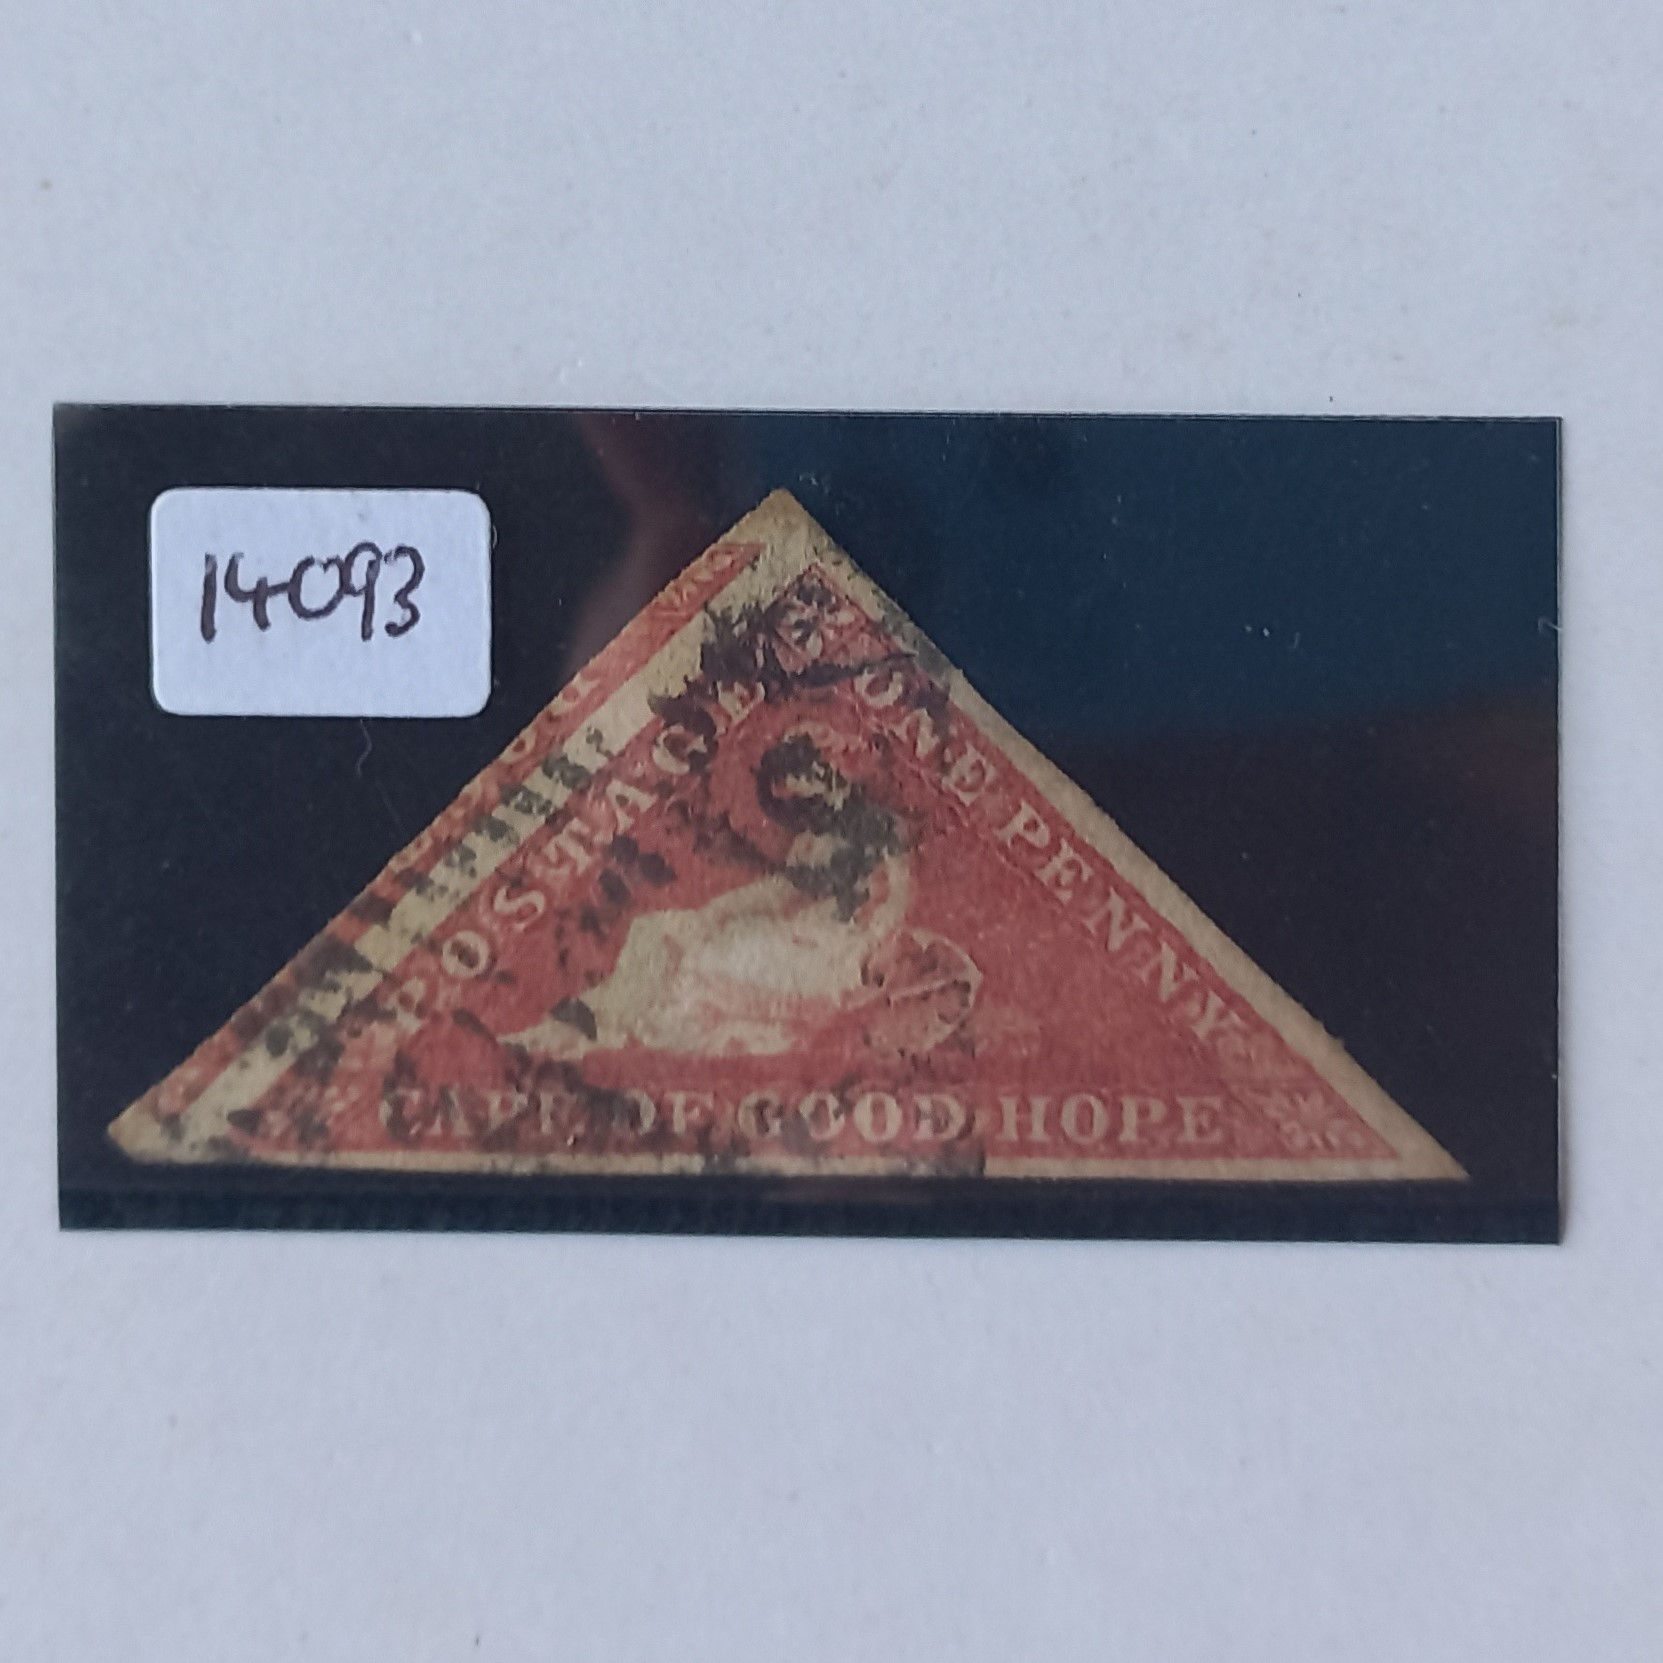 14093
POSTAGE
ONE PENNY
CAPE OF GOOD HOPE